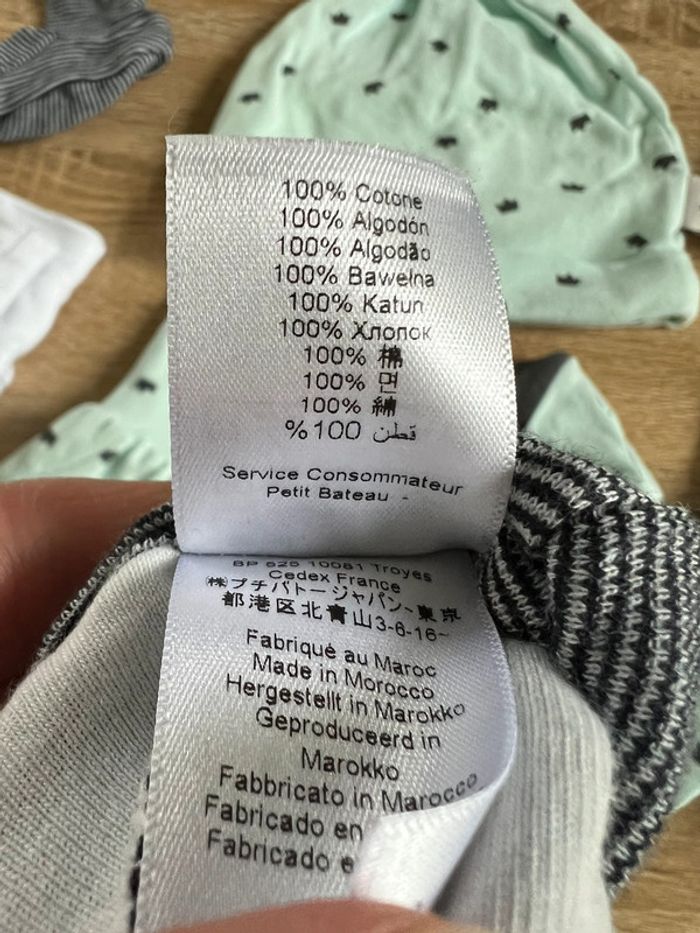 100% Cotone
100% Algodón
100% Algodão
100% Bawełna
100% Katun
100% Хлопок
100% 棉
100% 면
100% 綿
%100 قطن
Service Consommateur
Petit Bateau -
BP 525 10081 Troyes
Cedex France
㈱プチバトージャパン-東京
都港区北青山3-6-16~
Fabriqué au Maroc
Made in Morocco
Hergestellt in Marokko
Geproduceerd in
Marokko
Fabbricato in Marocco
Fabricado en
Fabricado e